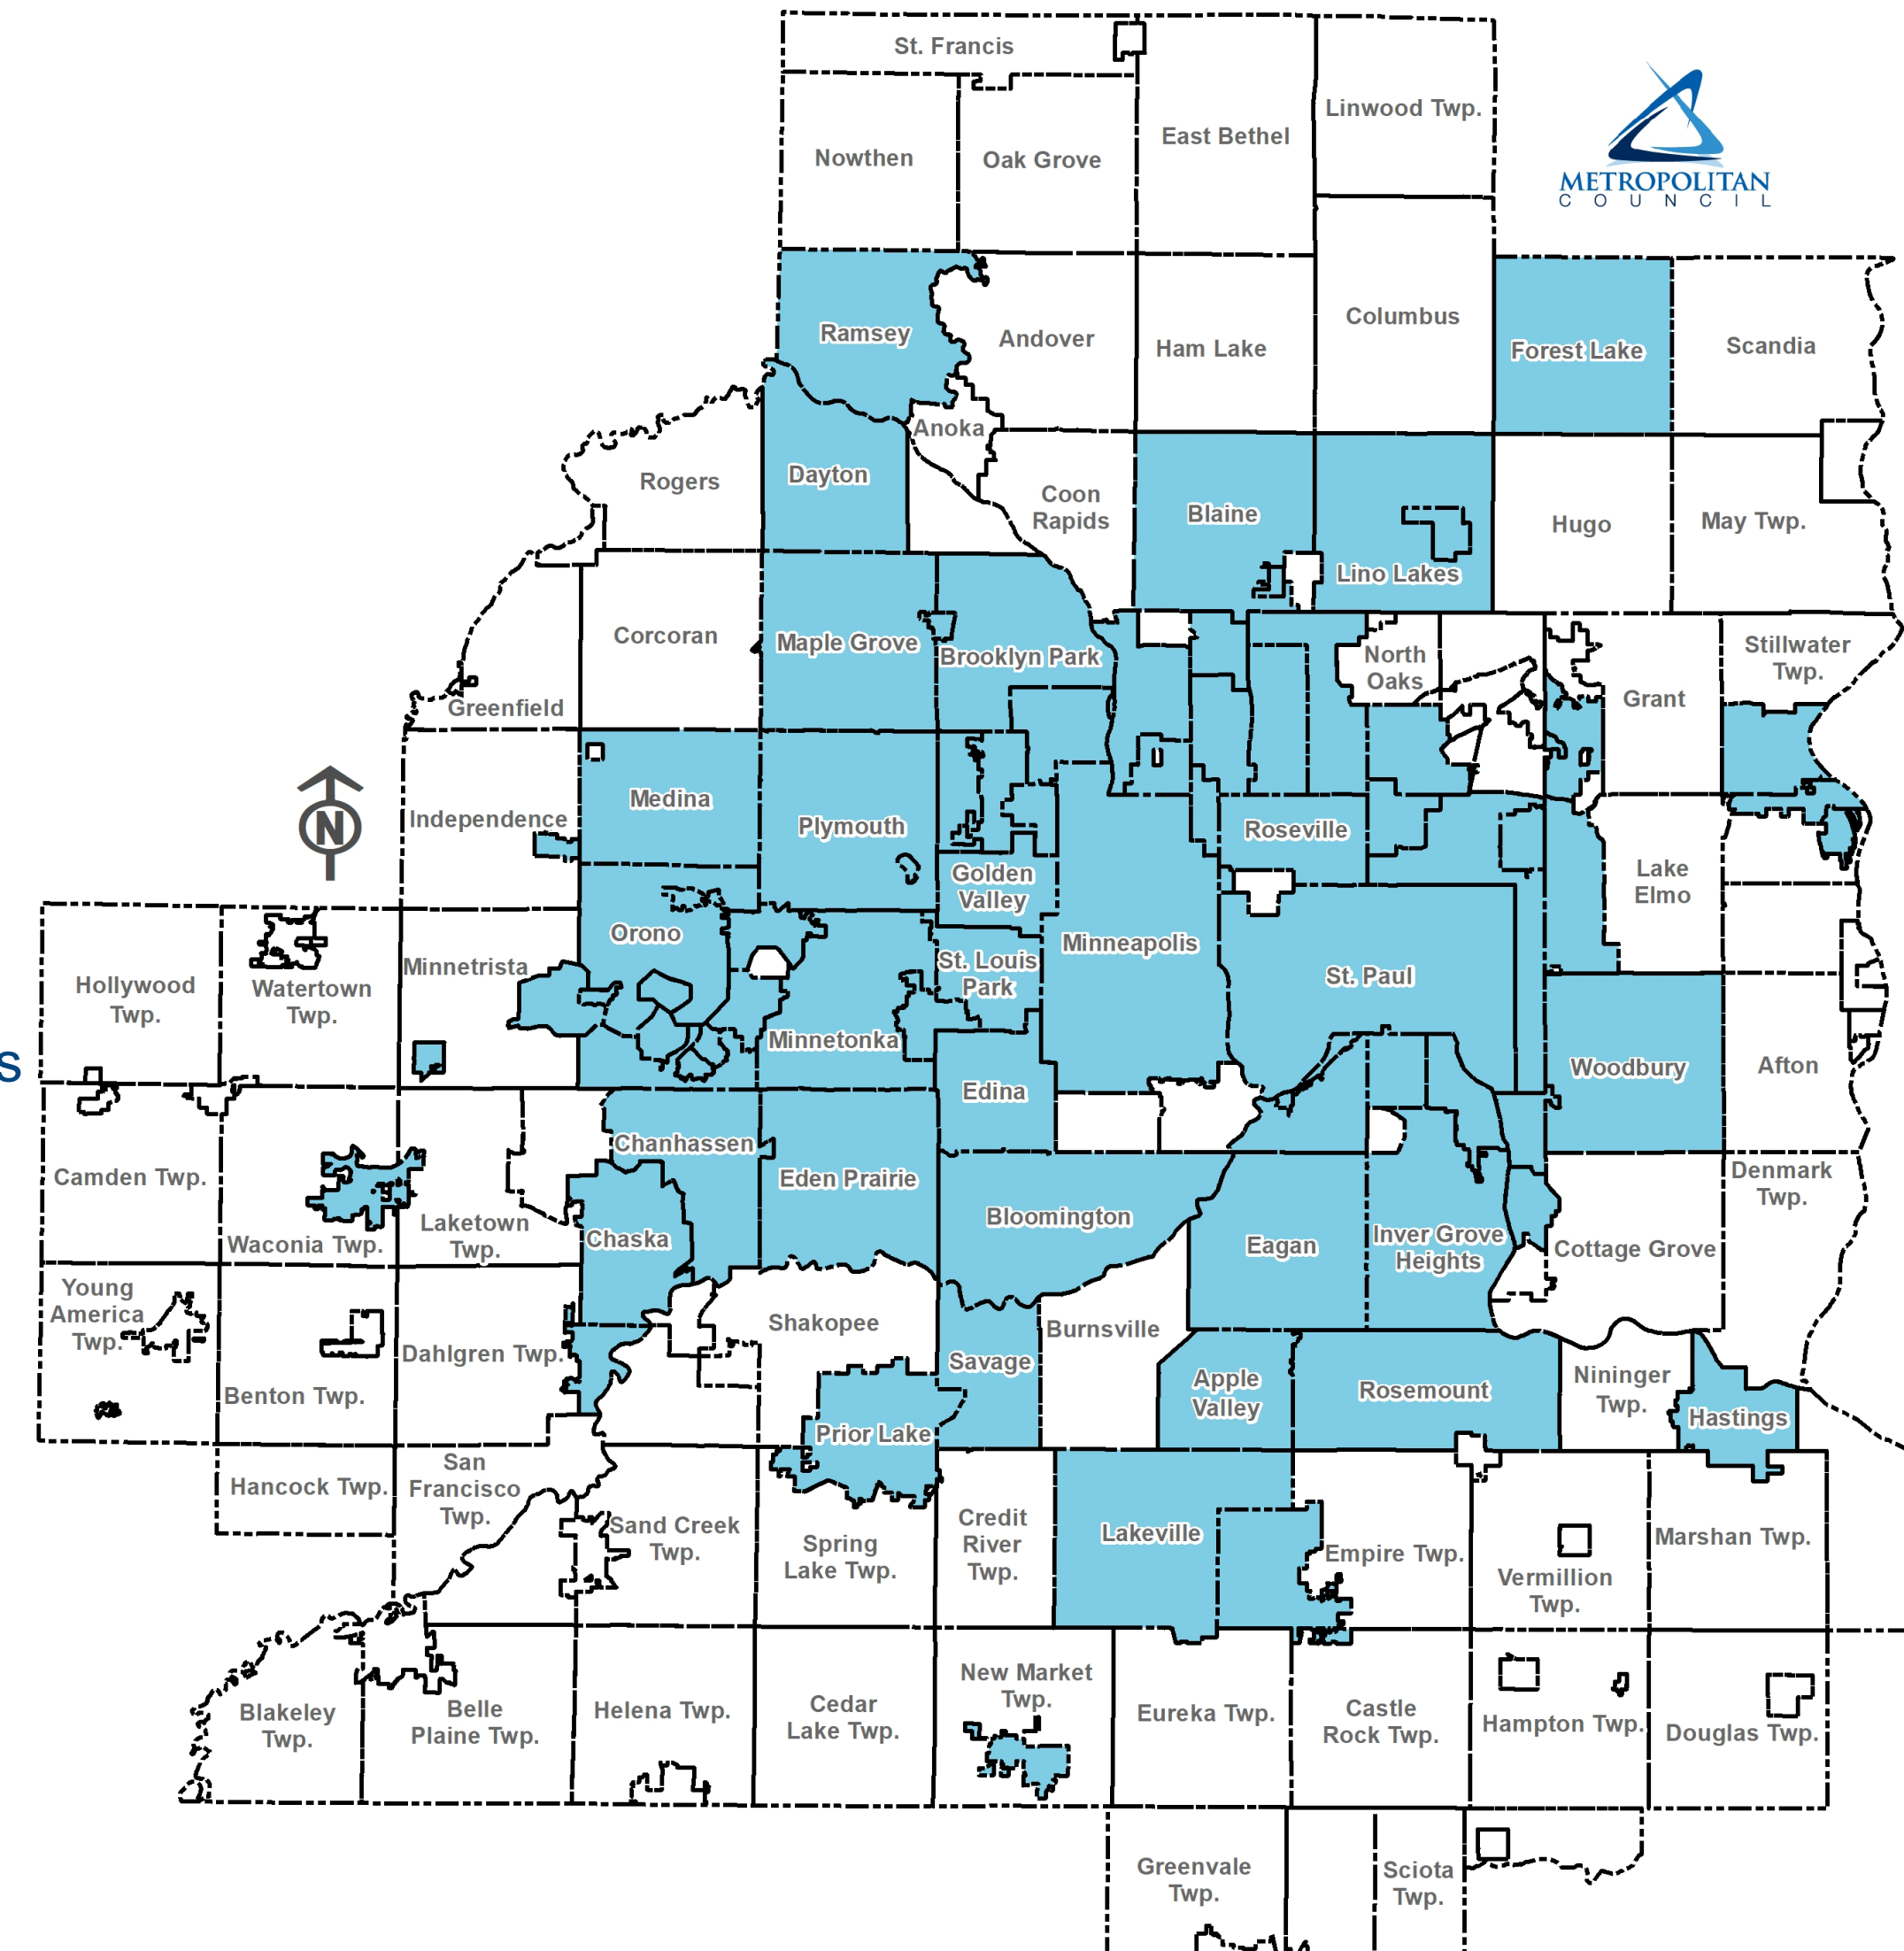 St. Francis
Linwood Twp.
East Bethel
Nowthen
Oak Grove
METROPOLITAN
COUNCIL
Columbus
Ramsey
Andover
Ham Lake
Forest Lake
Scandia
Anoka
Rogers
Dayton
Coon
Rapids
Blaine
Hugo
May Twp.
Lino Lakes
Corcoran
Maple Grove
Brooklyn Park
North
Oaks
Stillwater
Twp.
Greenfield
Grant
Medina
Independence
Plymouth
Roseville
N
Golden
Valley
Lake
Elmo
Orono
Minneapolis
St. Louis
Park
St. Paul
Minnetrista
Hollywood
Twp.
Watertown
Twp.
Minnetonka
S
Woodbury
Afton
Edina
Chanhassen
Eden Prairie
Camden Twp.
Denmark
Twp.
Laketown
Twp.
Waconia Twp.
Chaska
Bloomington
Eagan
Inver Grove
Heights
Cottage Grove
Young
America
Twp.
Shakopee
Burnsville
Dahlgren Twp.
Savage
Benton Twp.
Apple
Valley
Rosemount
Nininger
Twp.
Hastings
Prior Lake
Hancock Twp.
San
Francisco
Twp.
Sand Creek
Twp.
Spring
Lake Twp.
Credit
River
Twp.
Lakeville
Empire Twp.
Vermillion
Twp.
Marshan Twp.
Blakeley
Twp.
Belle
Plaine Twp.
Helena Twp.
Cedar
Lake Twp.
New Market
Twp.
Eureka Twp.
Castle
Rock Twp.
Hampton Twp.
Douglas Twp.
Greenvale
Twp.
Sciota
Twp.